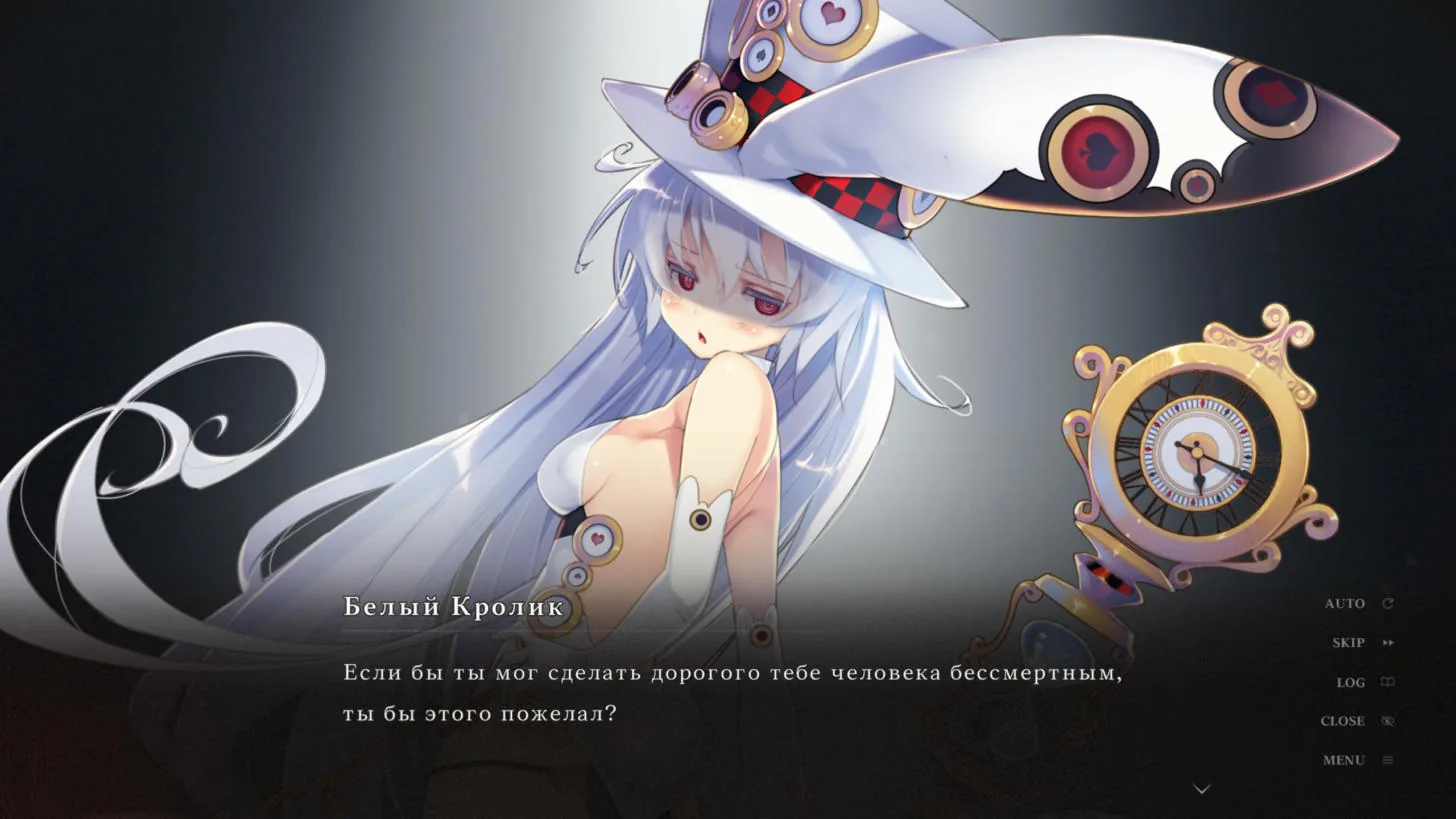 Белый Кролик
Если бы ты мог сделать дорогого тебе человека бессмертным,
ты бы этого пожелал?
AUTO
SKIP
LOG
CLOSE
MENU